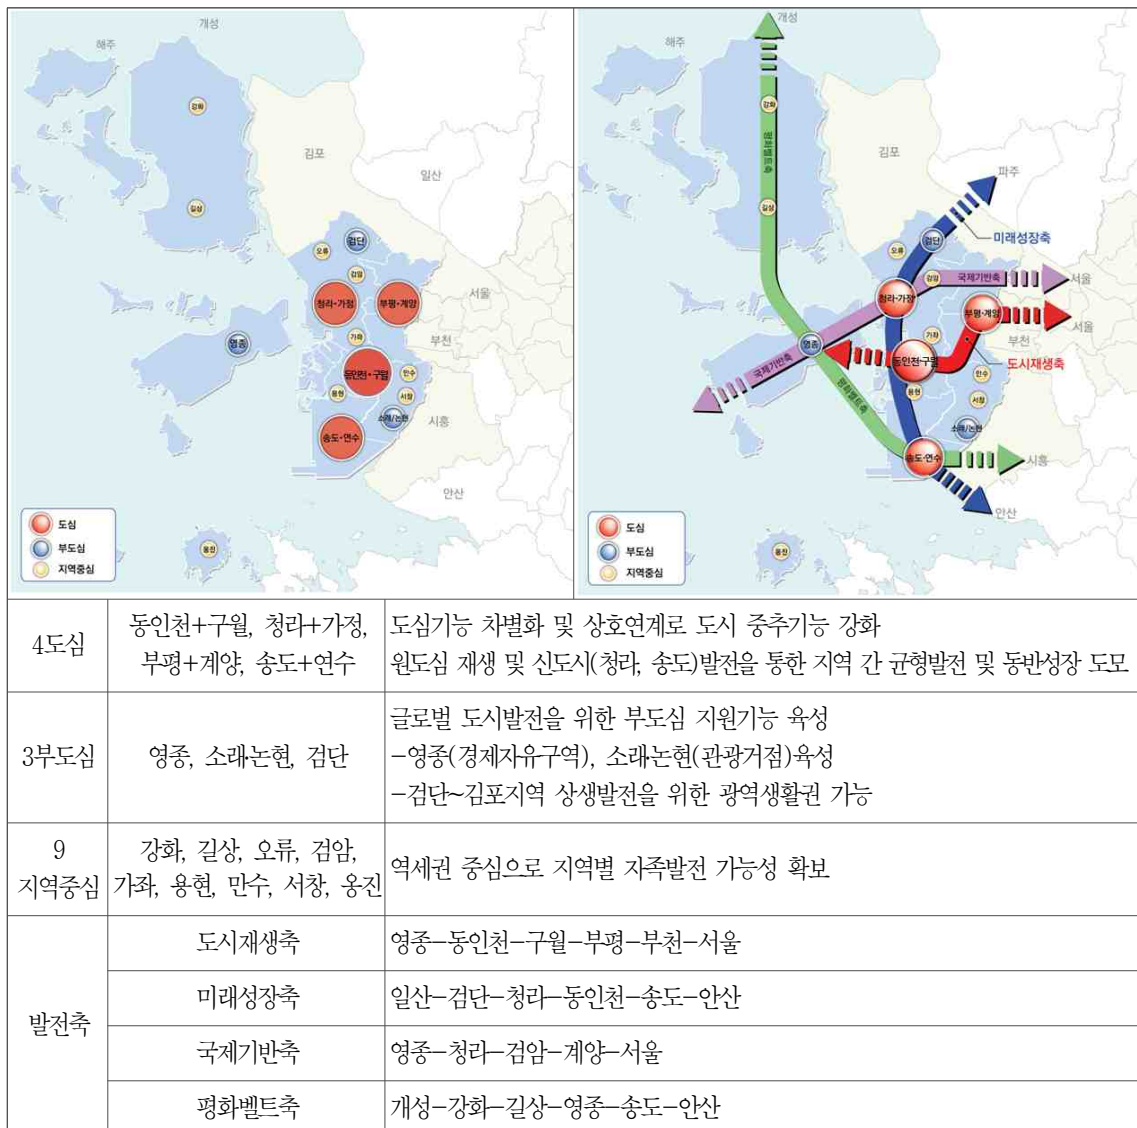 개성
해주
강화
김포
일산
길상
오류
검단
검암
청라·가정
부평·계양
서울
영종
가좌
부천
동인천·구월
만수
용현
서창
소래/논현
시흥
송도·연수
안산
옹진
도심
부도심
지역중심
개성
해주
강화
평화벨트축
김포
파주
길상
검단
미래성장축
검암
국제기반축
서울
청라·가정
부평·계양
서울
영종
가좌
부천
동인천·구월
도시재생축
국제기반축
만수
평화벨트축
용현
서창
소래/논현
송도·연수
시흥
안산
옹진
도심
부도심
지역중심
4도심
동인천+구월, 청라+가정,
부평+계양, 송도+연수
도심기능 차별화 및 상호연계로 도시 중추기능 강화
원도심 재생 및 신도시(청라, 송도)발전을 통한 지역 간 균형발전 및 동반성장 도모
3부도심
영종, 소래·논현, 검단
글로벌 도시발전을 위한 부도심 지원기능 육성
-영종(경제자유구역), 소래·논현(관광거점)육성
-검단~김포지역 상생발전을 위한 광역생활권 가능
9
지역중심
강화, 길상, 오류, 검암,
가좌, 용현, 만수, 서창, 옹진
역세권 중심으로 지역별 자족발전 가능성 확보
발전축
도시재생축
영종-동인천-구월-부평-부천-서울
미래성장축
일산-검단-청라-동인천-송도-안산
국제기반축
영종-청라-검암-계양-서울
평화벨트축
개성-강화-길상-영종-송도-안산